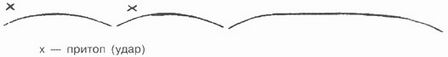 x x
x — притоп (удар)